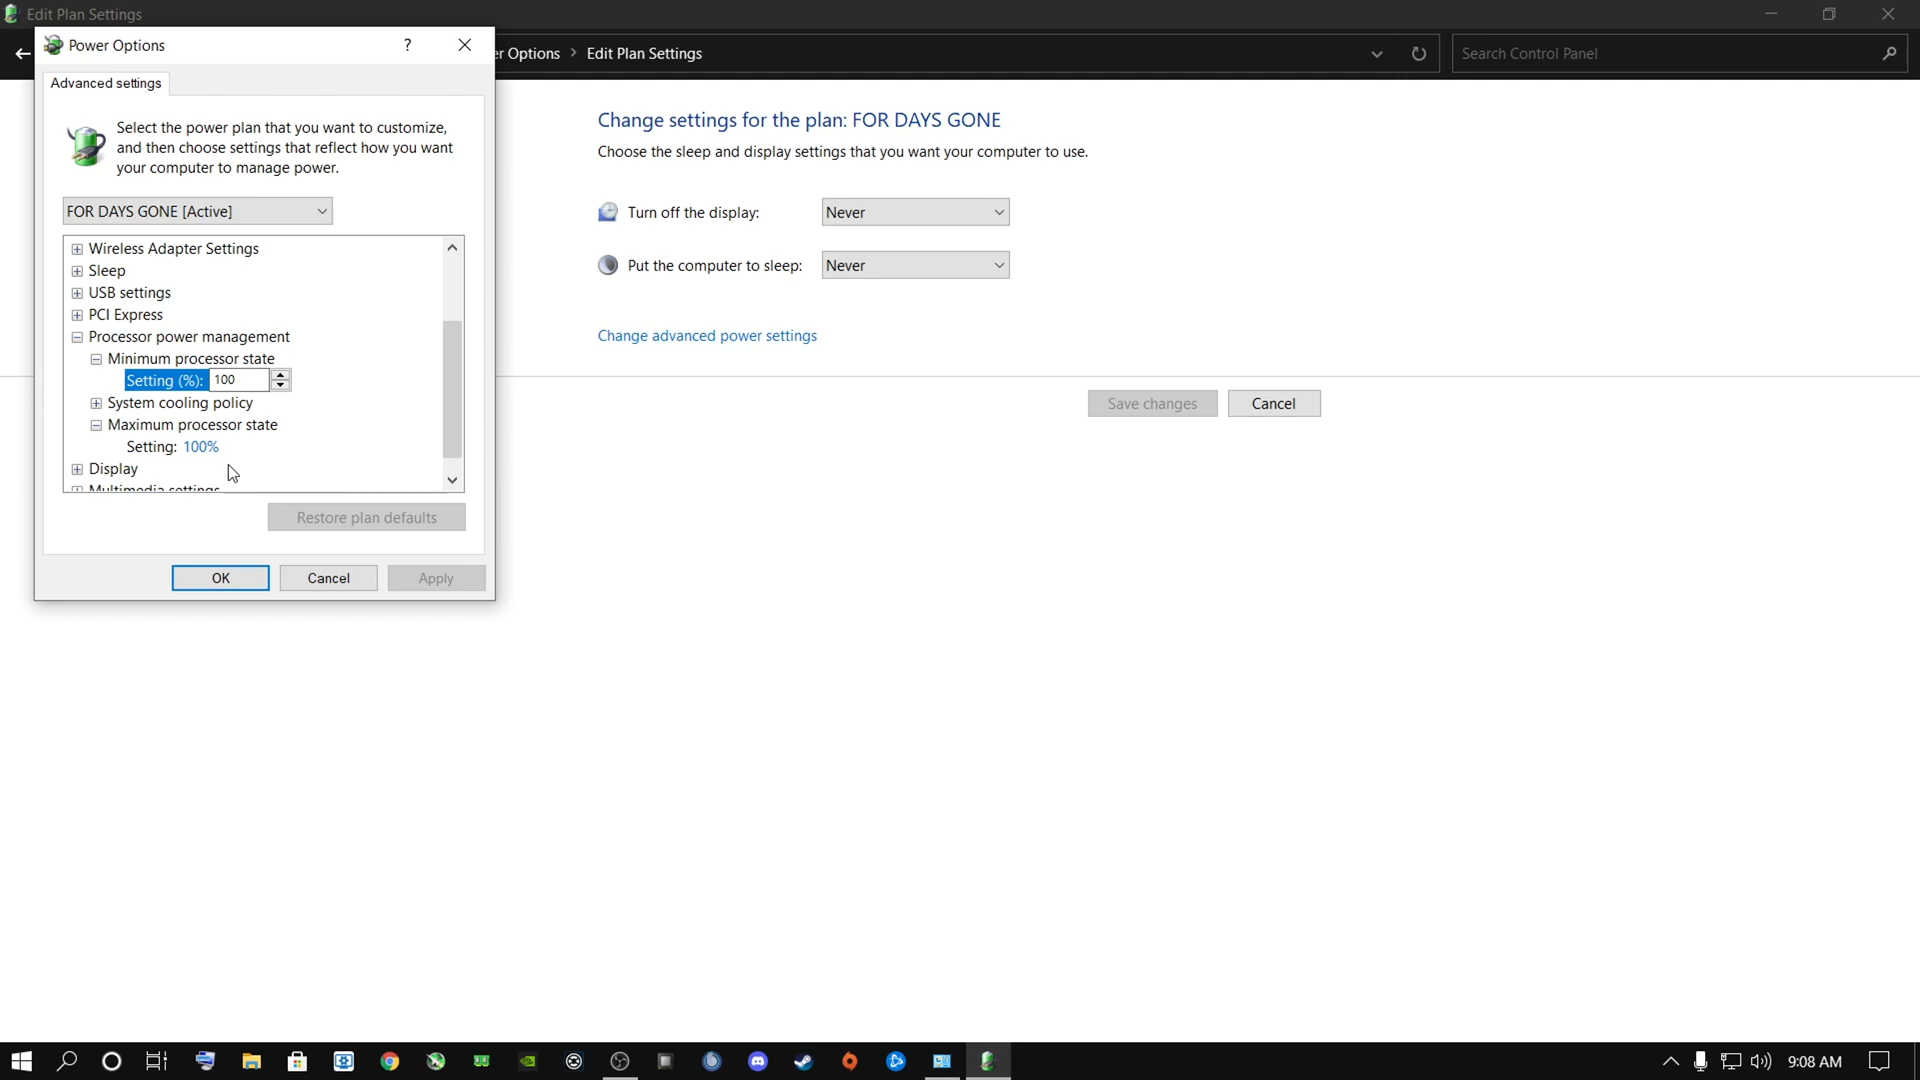 Edit Plan Settings
Power Options
?
er Options > Edit Plan Settings
Search Control Panel
Advanced settings
Select the power plan that you want to customize,
and then choose settings that reflect how you want
your computer to manage power.
FOR DAYS GONE [Active]
Wireless Adapter Settings
Sleep
USB settings
PCI Express
Processor power management
Minimum processor state
Setting (%): 100
System cooling policy
Maximum processor state
Setting: 100%
Display
Multimedia settings
Restore plan defaults
OK
Cancel
Apply
Change settings for the plan: FOR DAYS GONE
Choose the sleep and display settings that you want your computer to use.
Turn off the display: Never
Put the computer to sleep: Never
Change advanced power settings
Save changes
Cancel
9:08 AM